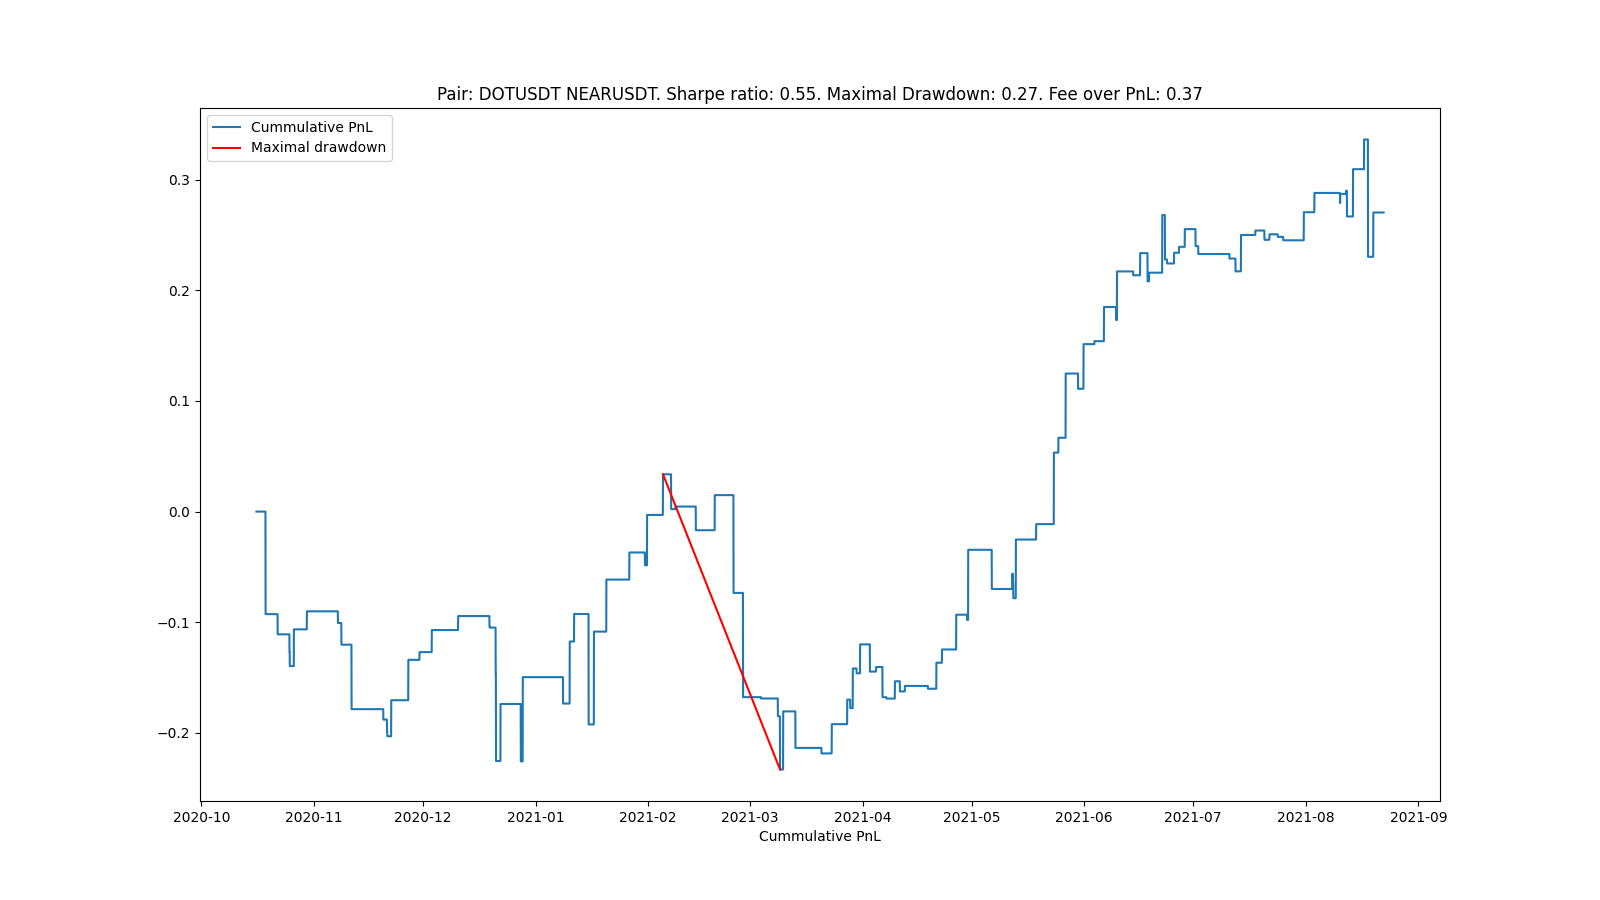 Pair: DOTUSDT NEARUSDT. Sharpe ratio: 0.55. Maximal Drawdown: 0.27. Fee over PnL: 0.37
Cummulative PnL
Maximal drawdown
0.3
0.2
0.1
0.0
−0.1
−0.2
2020-10 2020-11 2020-12 2021-01 2021-02 2021-03 2021-04 2021-05 2021-06 2021-07 2021-08 2021-09
Cummulative PnL